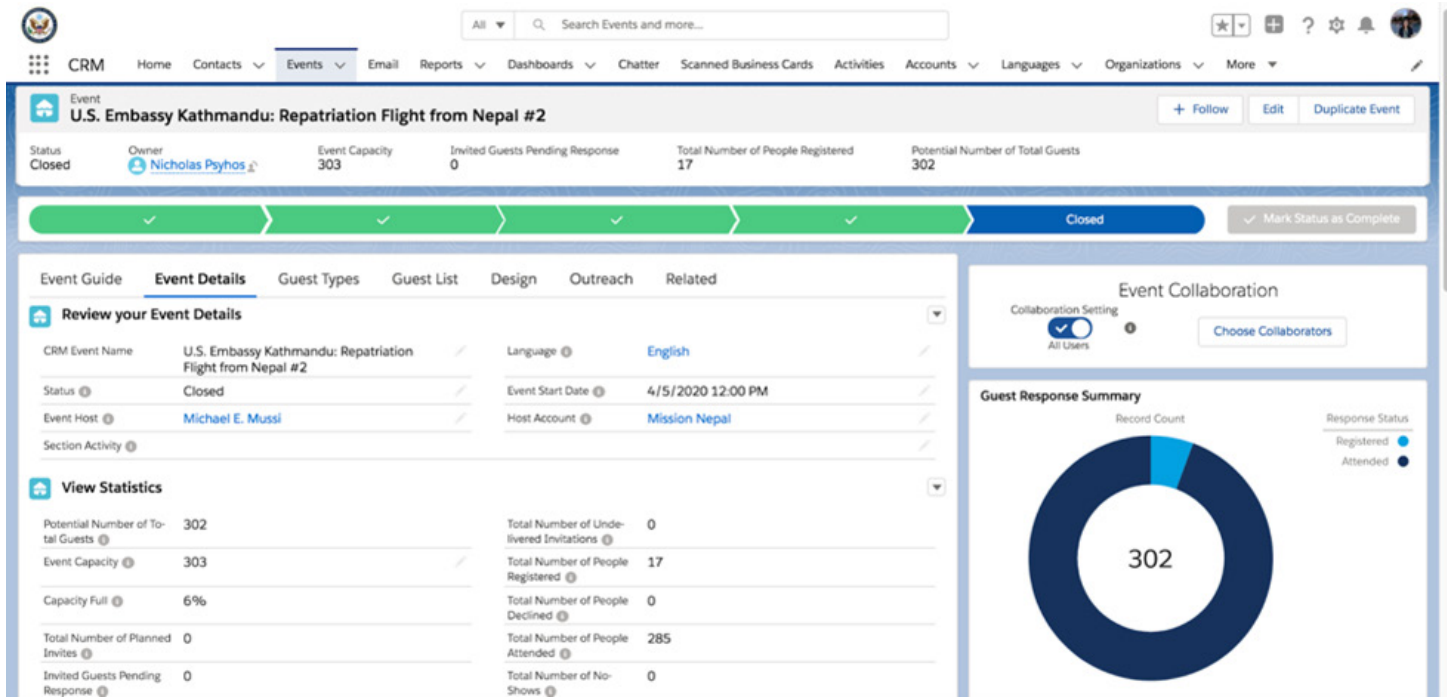 All
Search Events and more...
CRM
Home Contacts Events Email Reports Dashboards Chatter Scanned Business Cards Activities Accounts Languages Organizations More
Event
U.S. Embassy Kathmandu: Repatriation Flight from Nepal #2
+ Follow Edit Duplicate Event
Status Owner Event Capacity Invited Guests Pending Response Total Number of People Registered Potential Number of Total Guests
Closed Nicholas Psyhos 303 0 17 302
Closed
Mark Status as Complete
Event Guide Event Details Guest Types Guest List Design Outreach Related
Review your Event Details
CRM Event Name U.S. Embassy Kathmandu: Repatriation
Flight from Nepal #2
Language English
Status Closed
Event Start Date 4/5/2020 12:00 PM
Event Host Michael E. Mussi
Host Account Mission Nepal
Section Activity
View Statistics
Potential Number of To-
tal Guests 302
Total Number of Unde-
livered Invitations 0
Event Capacity 303
Total Number of People
Registered 17
Capacity Full 6%
Total Number of People
Declined 0
Total Number of Planned
Invites 0
Total Number of People
Attended 285
Invited Guests Pending
Response 0
Total Number of No-
Shows 0
Event Collaboration
Collaboration Setting
All Users
Choose Collaborators
Guest Response Summary
Record Count
Response Status
Registered
Attended
302